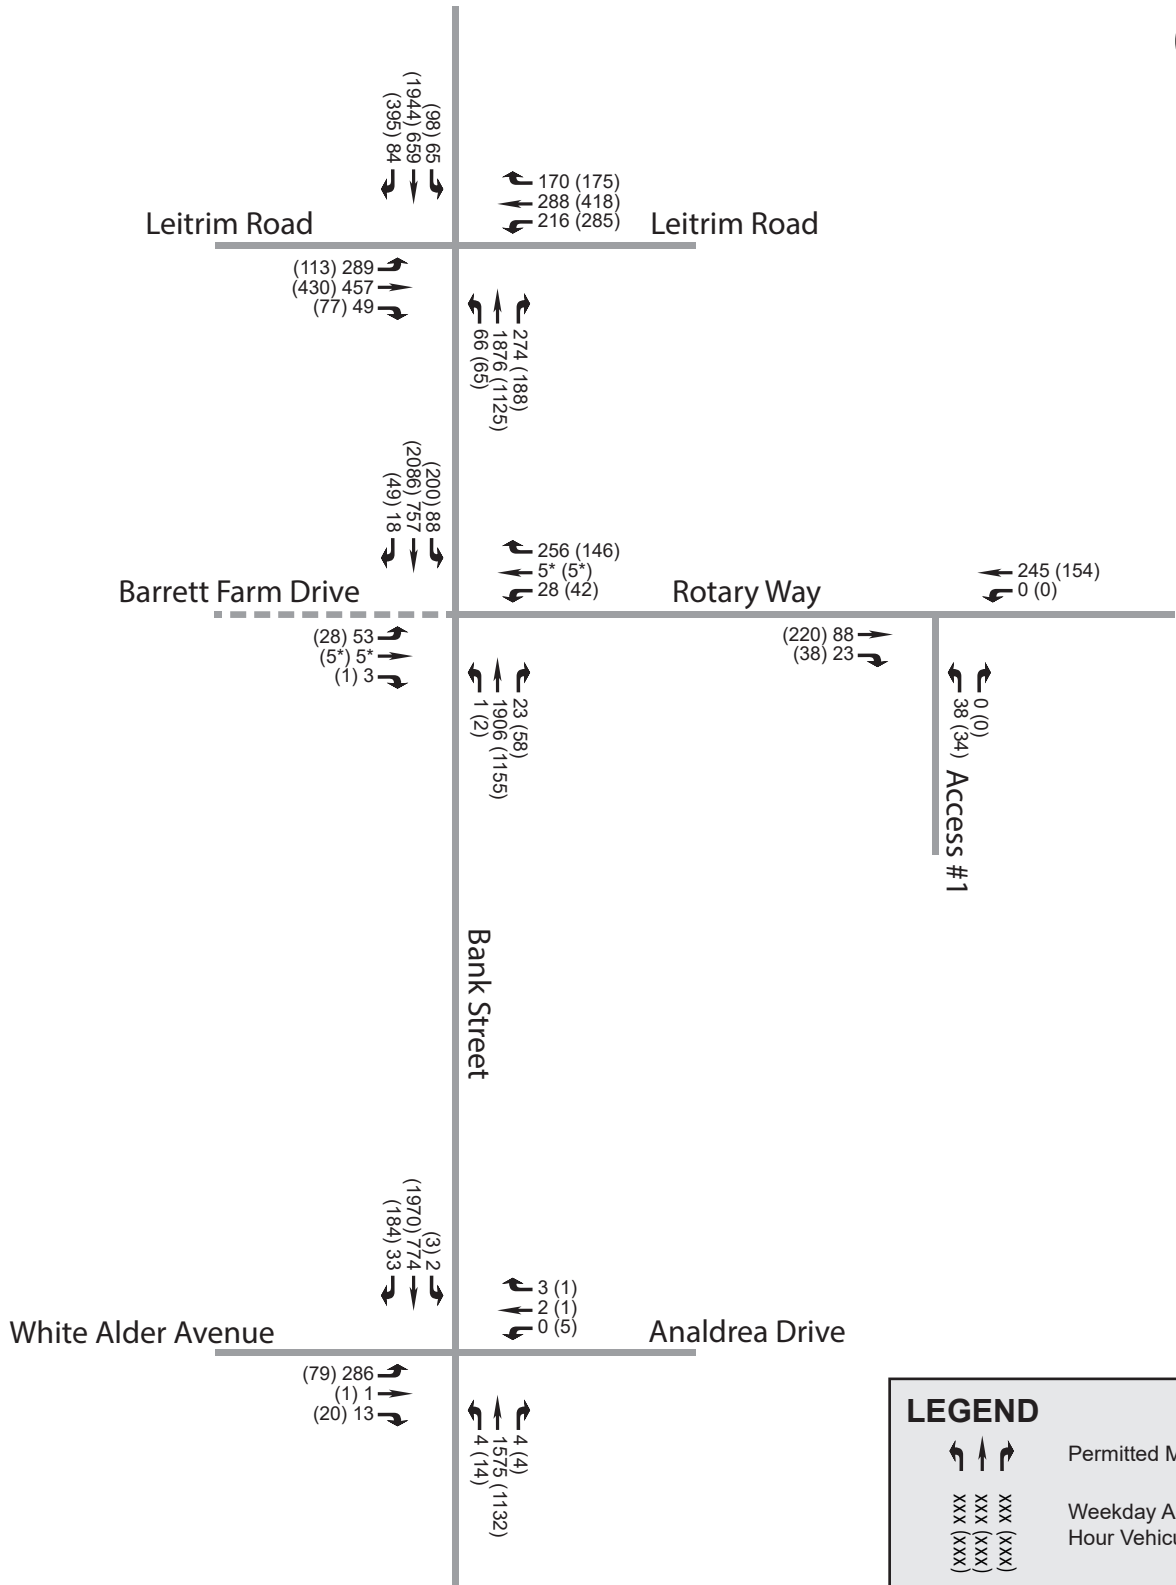 (98) 65
(1944) 659
(395) 84
170 (175)
288 (418)
216 (285)
Leitrim Road
Leitrim Road
(113) 289
(430) 457
(77) 49
66 (65)
1876 (1125)
274 (188)
(200) 88
(2086) 757
(49) 18
256 (146)
5* (5*)
28 (42)
Barrett Farm Drive
Rotary Way
245 (154)
0 (0)
(28) 53
(5*) 5*
(1) 3
(220) 88
(38) 23
1 (2)
1906 (1155)
23 (58)
38 (34)
0 (0)
Access #1
Bank Street
(3) 2
(1970) 774
(184) 33
3 (1)
2 (1)
0 (5)
White Alder Avenue
Analdrea Drive
(79) 286
(1) 1
(20) 13
4 (14)
1575 (1132)
4 (4)
LEGEND
Permitted
xxx (xxx)
xxx (xxx)
xxx (xxx)
Weekday
Hour